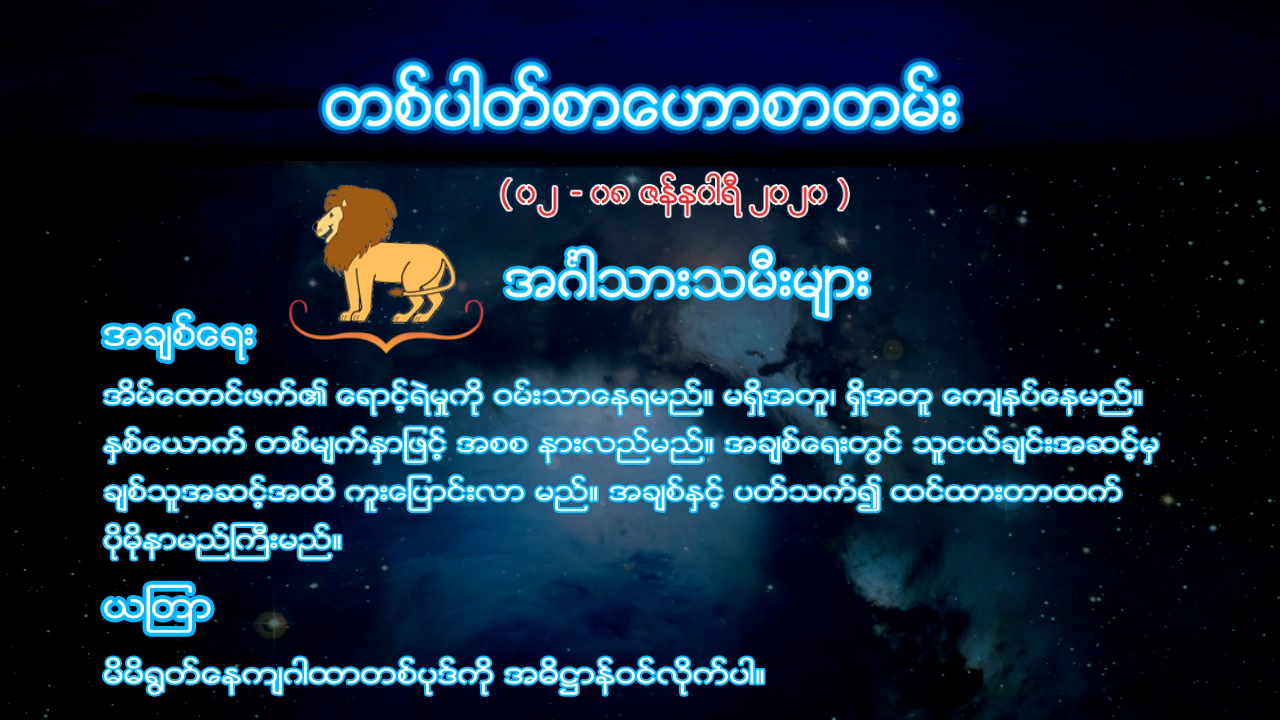 တစ်ပါတ်စာဟောစာတမ်း
( ၀၂ - ၀၈ ဇန်နဝါရီ ၂၀၂၀ )
အင်္ဂါသားသမီးများ
အချစ်ရေး
အိမ်ထောင်ဖက်၏ ရောင့်ရဲမှုကို ဝမ်းသာနေရမည်။ မရှိအတူ၊ ရှိအတူ ကျေနပ်နေမည်။
နှစ်ယောက် တစ်မျက်နှာဖြင့် အစစ နားလည်မည်။ အချစ်ရေးတွင် သူငယ်ချင်းအဆင့်မှ
ချစ်သူအဆင့်အထိ ကူးပြောင်းလာ မည်။ အချစ်နှင့် ပတ်သက်၍ ထင်ထားတာထက်
ပိုမိုနာမည်ကြီးမည်။
ယတြာ
မိမိရွတ်နေကျဂါထာတစ်ပုဒ်ကို အဓိဋ္ဌာန်ဝင်လိုက်ပါ။